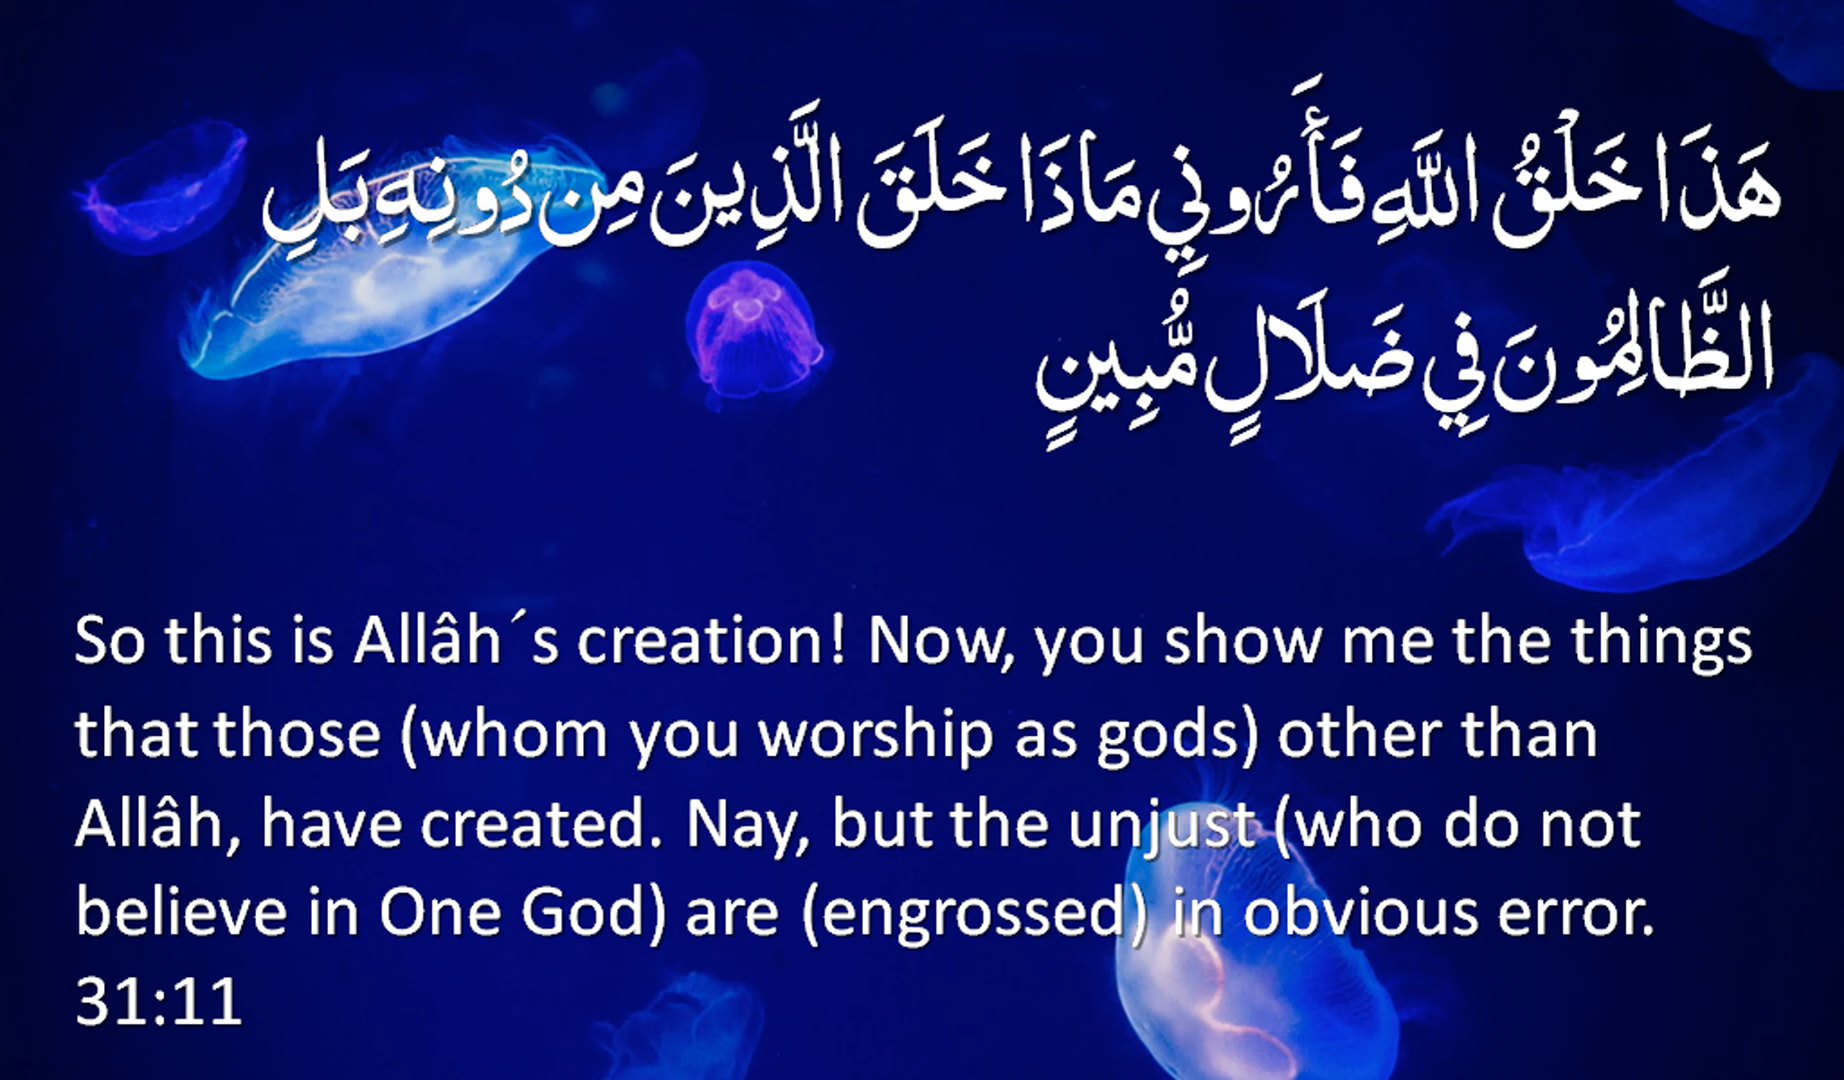 هَذَا خَلْقُ اللَّهِ فَأَرُونِي مَاذَا خَلَقَ الَّذِينَ مِن دُونِهِ بَلِ
الظَّالِمُونَ فِي ضَلَالٍ مُّبِينٍ
So this is Allâh´s creation! Now, you show me the things
that those (whom you worship as gods) other than
Allâh, have created. Nay, but the unjust (who do not
believe in One God) are (engrossed) in obvious error.
31:11